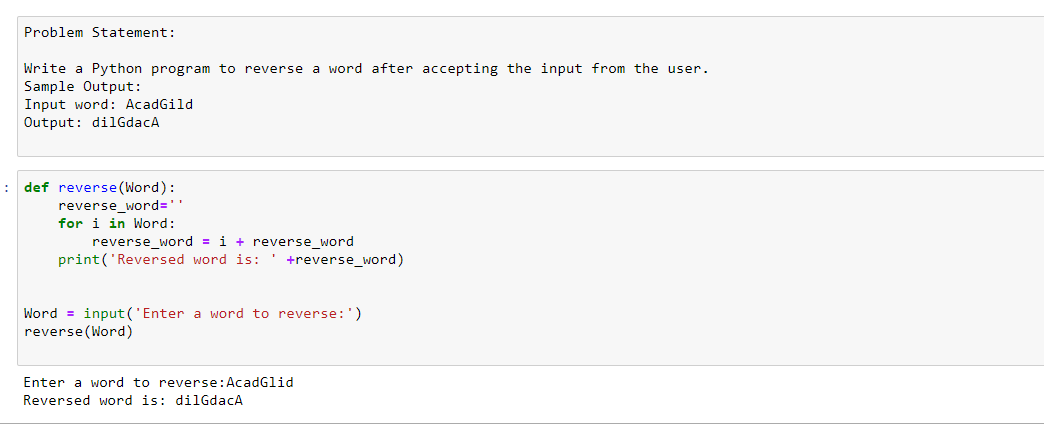 Problem Statement:
Write a Python program to reverse a word after accepting the input from the user.
Sample Output:
Input word: AcadGild
Output: dilGdacA
: def reverse(Word):
    reverse_word=''
    for i in Word:
        reverse_word = i + reverse_word
    print('Reversed word is: ' +reverse_word)
Word = input('Enter a word to reverse:')
reverse(Word)
Enter a word to reverse:AcadGlid
Reversed word is: dilGdacA